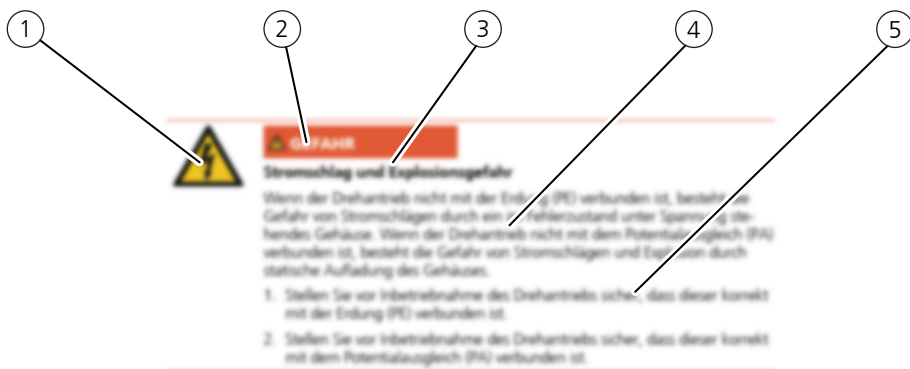 1 2 3 4 5
GEFAHR
Stromschlag und Explosionsgefahr
Wenn der Drehantrieb nicht mit der Erdung (PE) verbunden ist, besteht die
Gefahr von Stromschlägen durch ein im Fehlerzustand unter Spannung ste-
hendes Gehäuse. Wenn der Drehantrieb nicht mit dem Potentialausgleich (PA)
verbunden ist, besteht die Gefahr von Stromschlägen und Explosion durch
statische Aufladung des Gehäuses.
1. Stellen Sie vor Inbetriebnahme des Drehantriebs sicher, dass dieser korrekt
mit der Erdung (PE) verbunden ist.
2. Stellen Sie vor Inbetriebnahme des Drehantriebs sicher, dass dieser korrekt
mit dem Potentialausgleich (PA) verbunden ist.